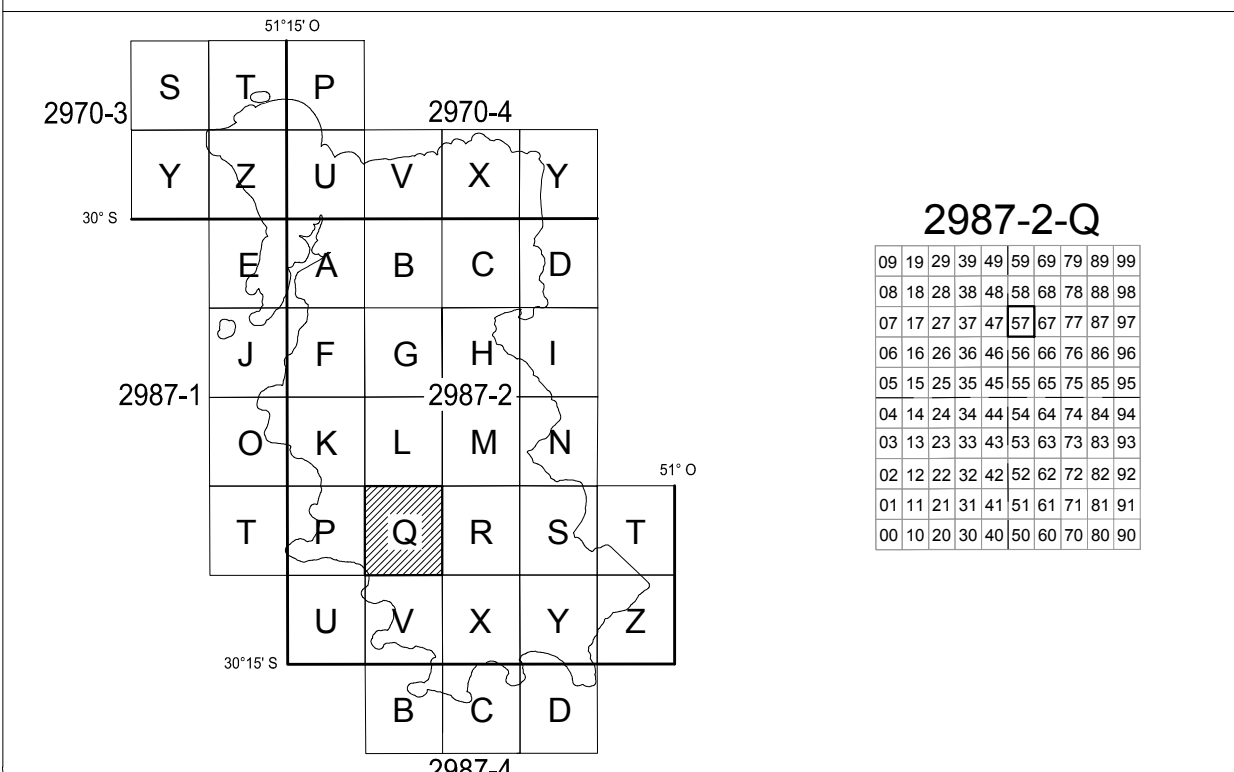 51°15' O
S T P
2970-3 2970-4
Y Z U V X Y
30° S
E A B C D
J F G H I
2987-1 2987-2
O K L M N
51° O
T P Q R S T
U V X Y Z
30°15' S
B C D
2987-4
2987-2-Q
09 19 29 39 49 59 69 79 89 99
08 18 28 38 48 58 68 78 88 98
07 17 27 37 47 57 67 77 87 97
06 16 26 36 46 56 66 76 86 96
05 15 25 35 45 55 65 75 85 95
04 14 24 34 44 54 64 74 84 94
03 13 23 33 43 53 63 73 83 93
02 12 22 32 42 52 62 72 82 92
01 11 21 31 41 51 61 71 81 91
00 10 20 30 40 50 60 70 80 90